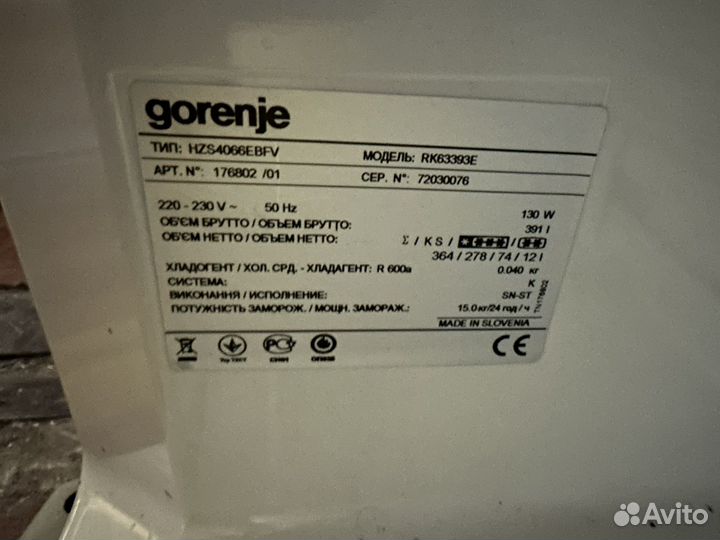 gorenje
ТИП: HZS4066EBFV МОДЕЛЬ: RK63393E
АРТ. N°: 176802 /01 СЕР. N°: 72030076
220 - 230 V ~ 50 Hz 130 W
ОБ'ЄМ БРУТТО / ОБЪЕМ БРУТТО: 391 l
ОБ'ЄМ НЕТТО / ОБЪЕМ НЕТТО: Σ / KS /
364 / 278 / 74 / 12 l
ХЛАДОГЕНТ / ХОЛ. СРД. - ХЛАДАГЕНТ: R 600a 0.040 кг
СИСТЕМА: K
ВИКОНАННЯ / ИСПОЛНЕНИЕ: SN-ST
ПОТУЖНІСТЬ ЗАМОРОЖ. / МОЩН. ЗАМОРАЖ.: 15.0 кг/24 год / ч
TN176802
MADE IN SLOVENIA
CE
Avito